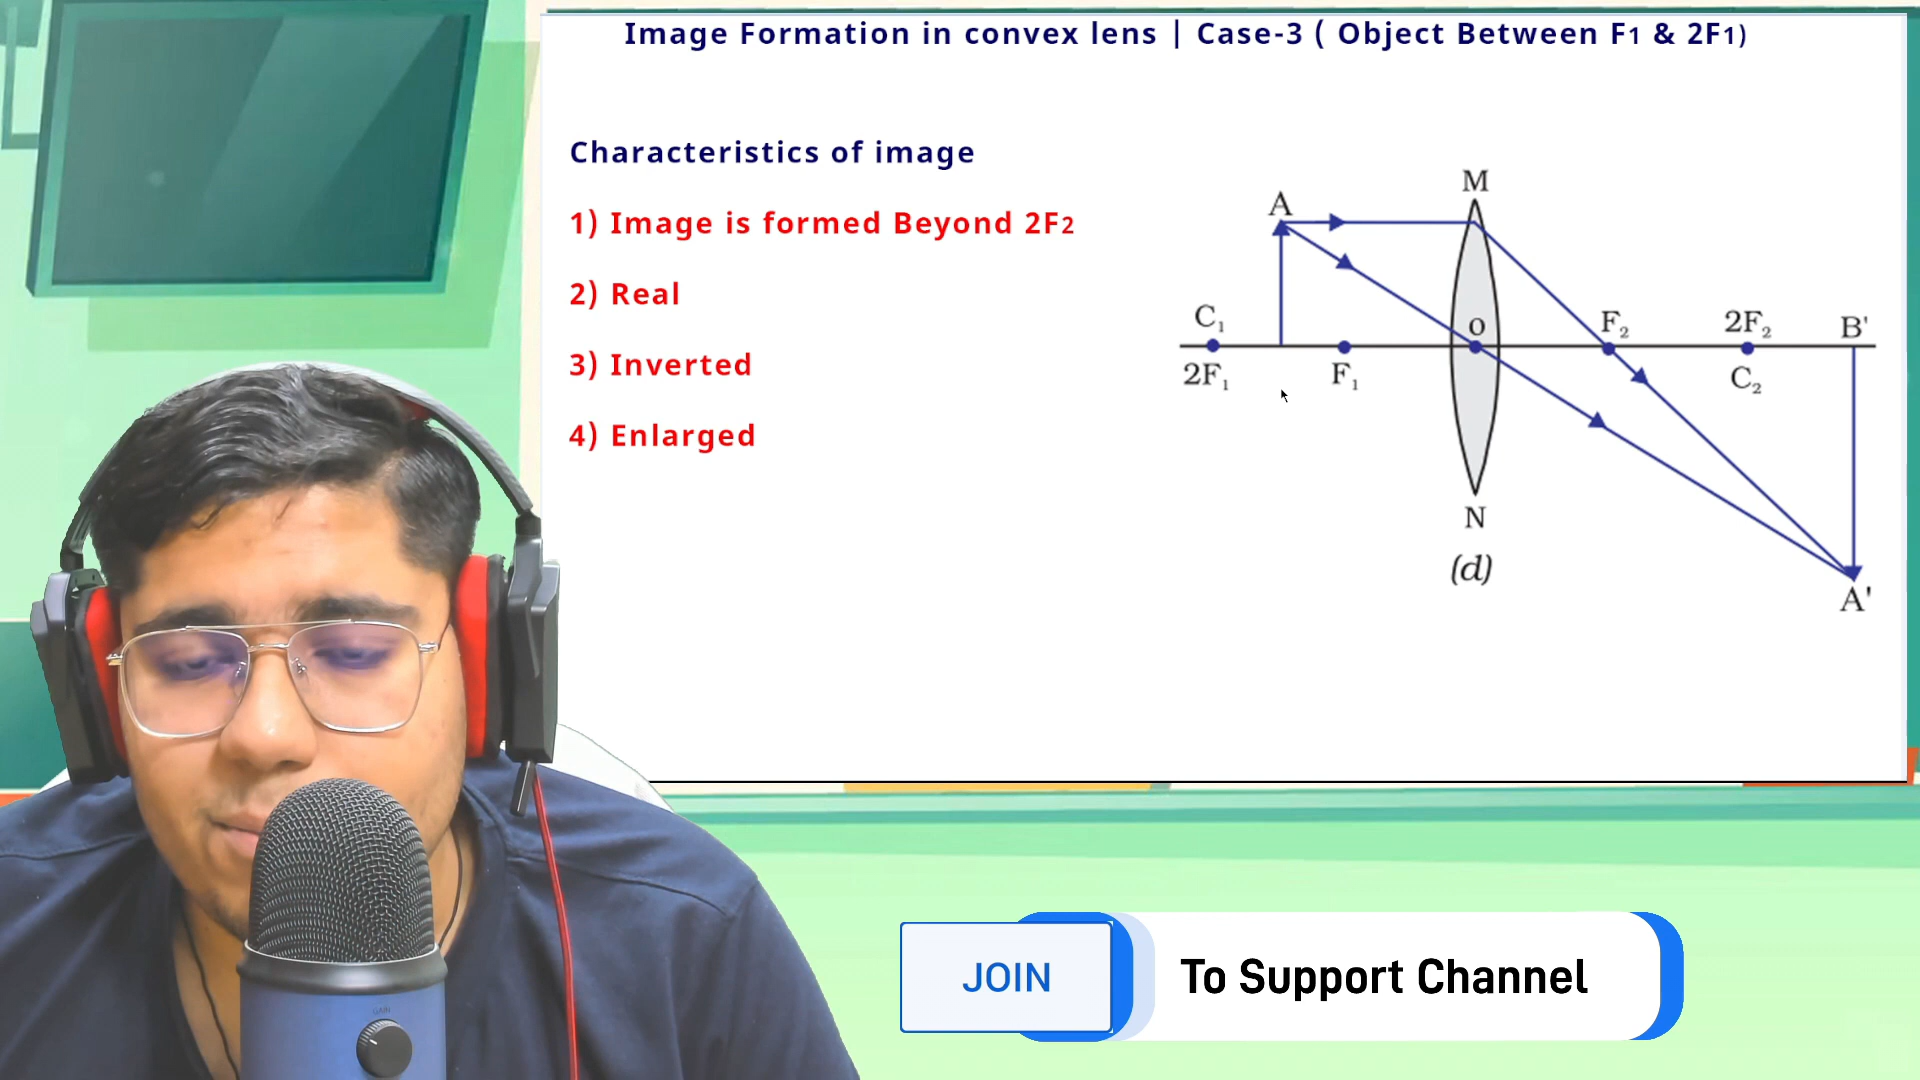 Image Formation in convex lens | Case-3 ( Object Between F1 & 2F1)
Characteristics of image
1) Image is formed Beyond 2F2
2) Real
3) Inverted
4) Enlarged
M
A
C₁
O
F₂
2F₂
B'
2F₁
F₁
C₂
N
(d)
A'
GAIN
JOIN
To Support Channel